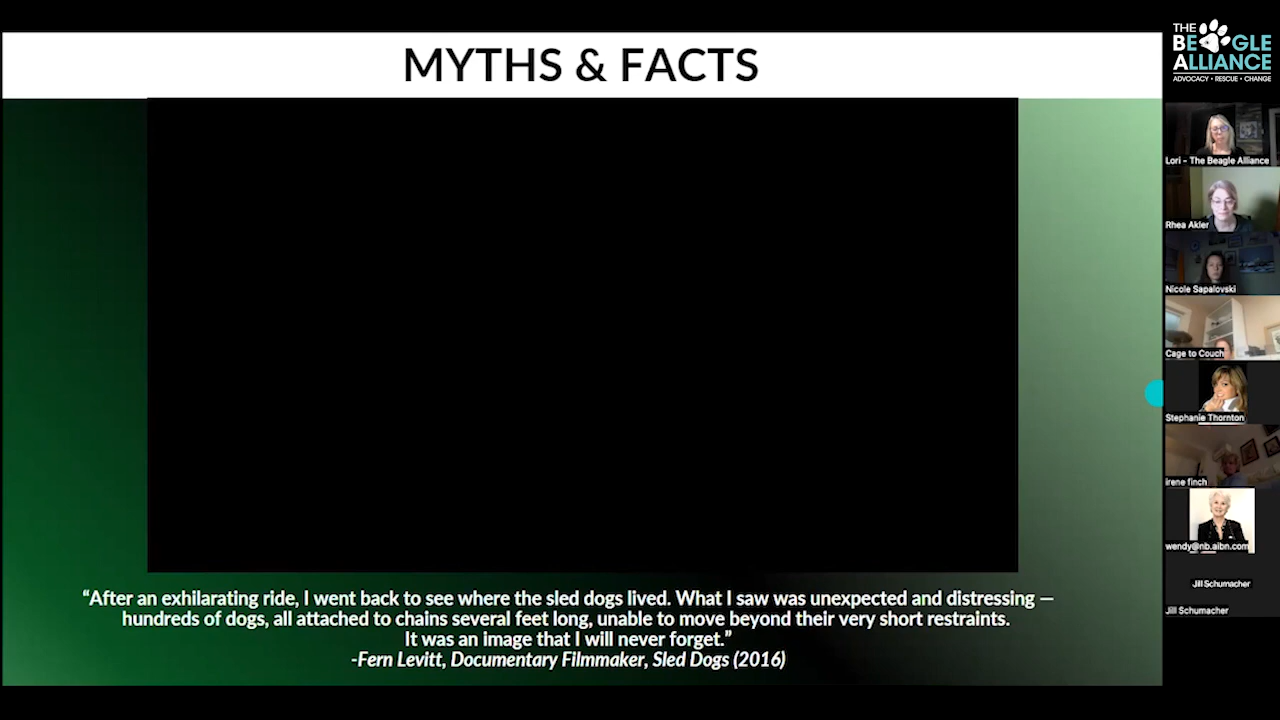 MYTHS & FACTS
“After an exhilarating ride, I went back to see where the sled dogs lived. What I saw was unexpected and distressing —
hundreds of dogs, all attached to chains several feet long, unable to move beyond their very short restraints.
It was an image that I will never forget.”
-Fern Levitt, Documentary Filmmaker, Sled Dogs (2016)
THE
BEAGLE
ALLIANCE
ADVOCACY • RESCUE • CHANGE
Lori - The Beagle Alliance
Rhea Akler
Nicole Sapalovski
Cage to Couch
Stephanie Thornton
irene finch
wendy@nb.aibn.com
Jill Schumacher
Jill Schumacher